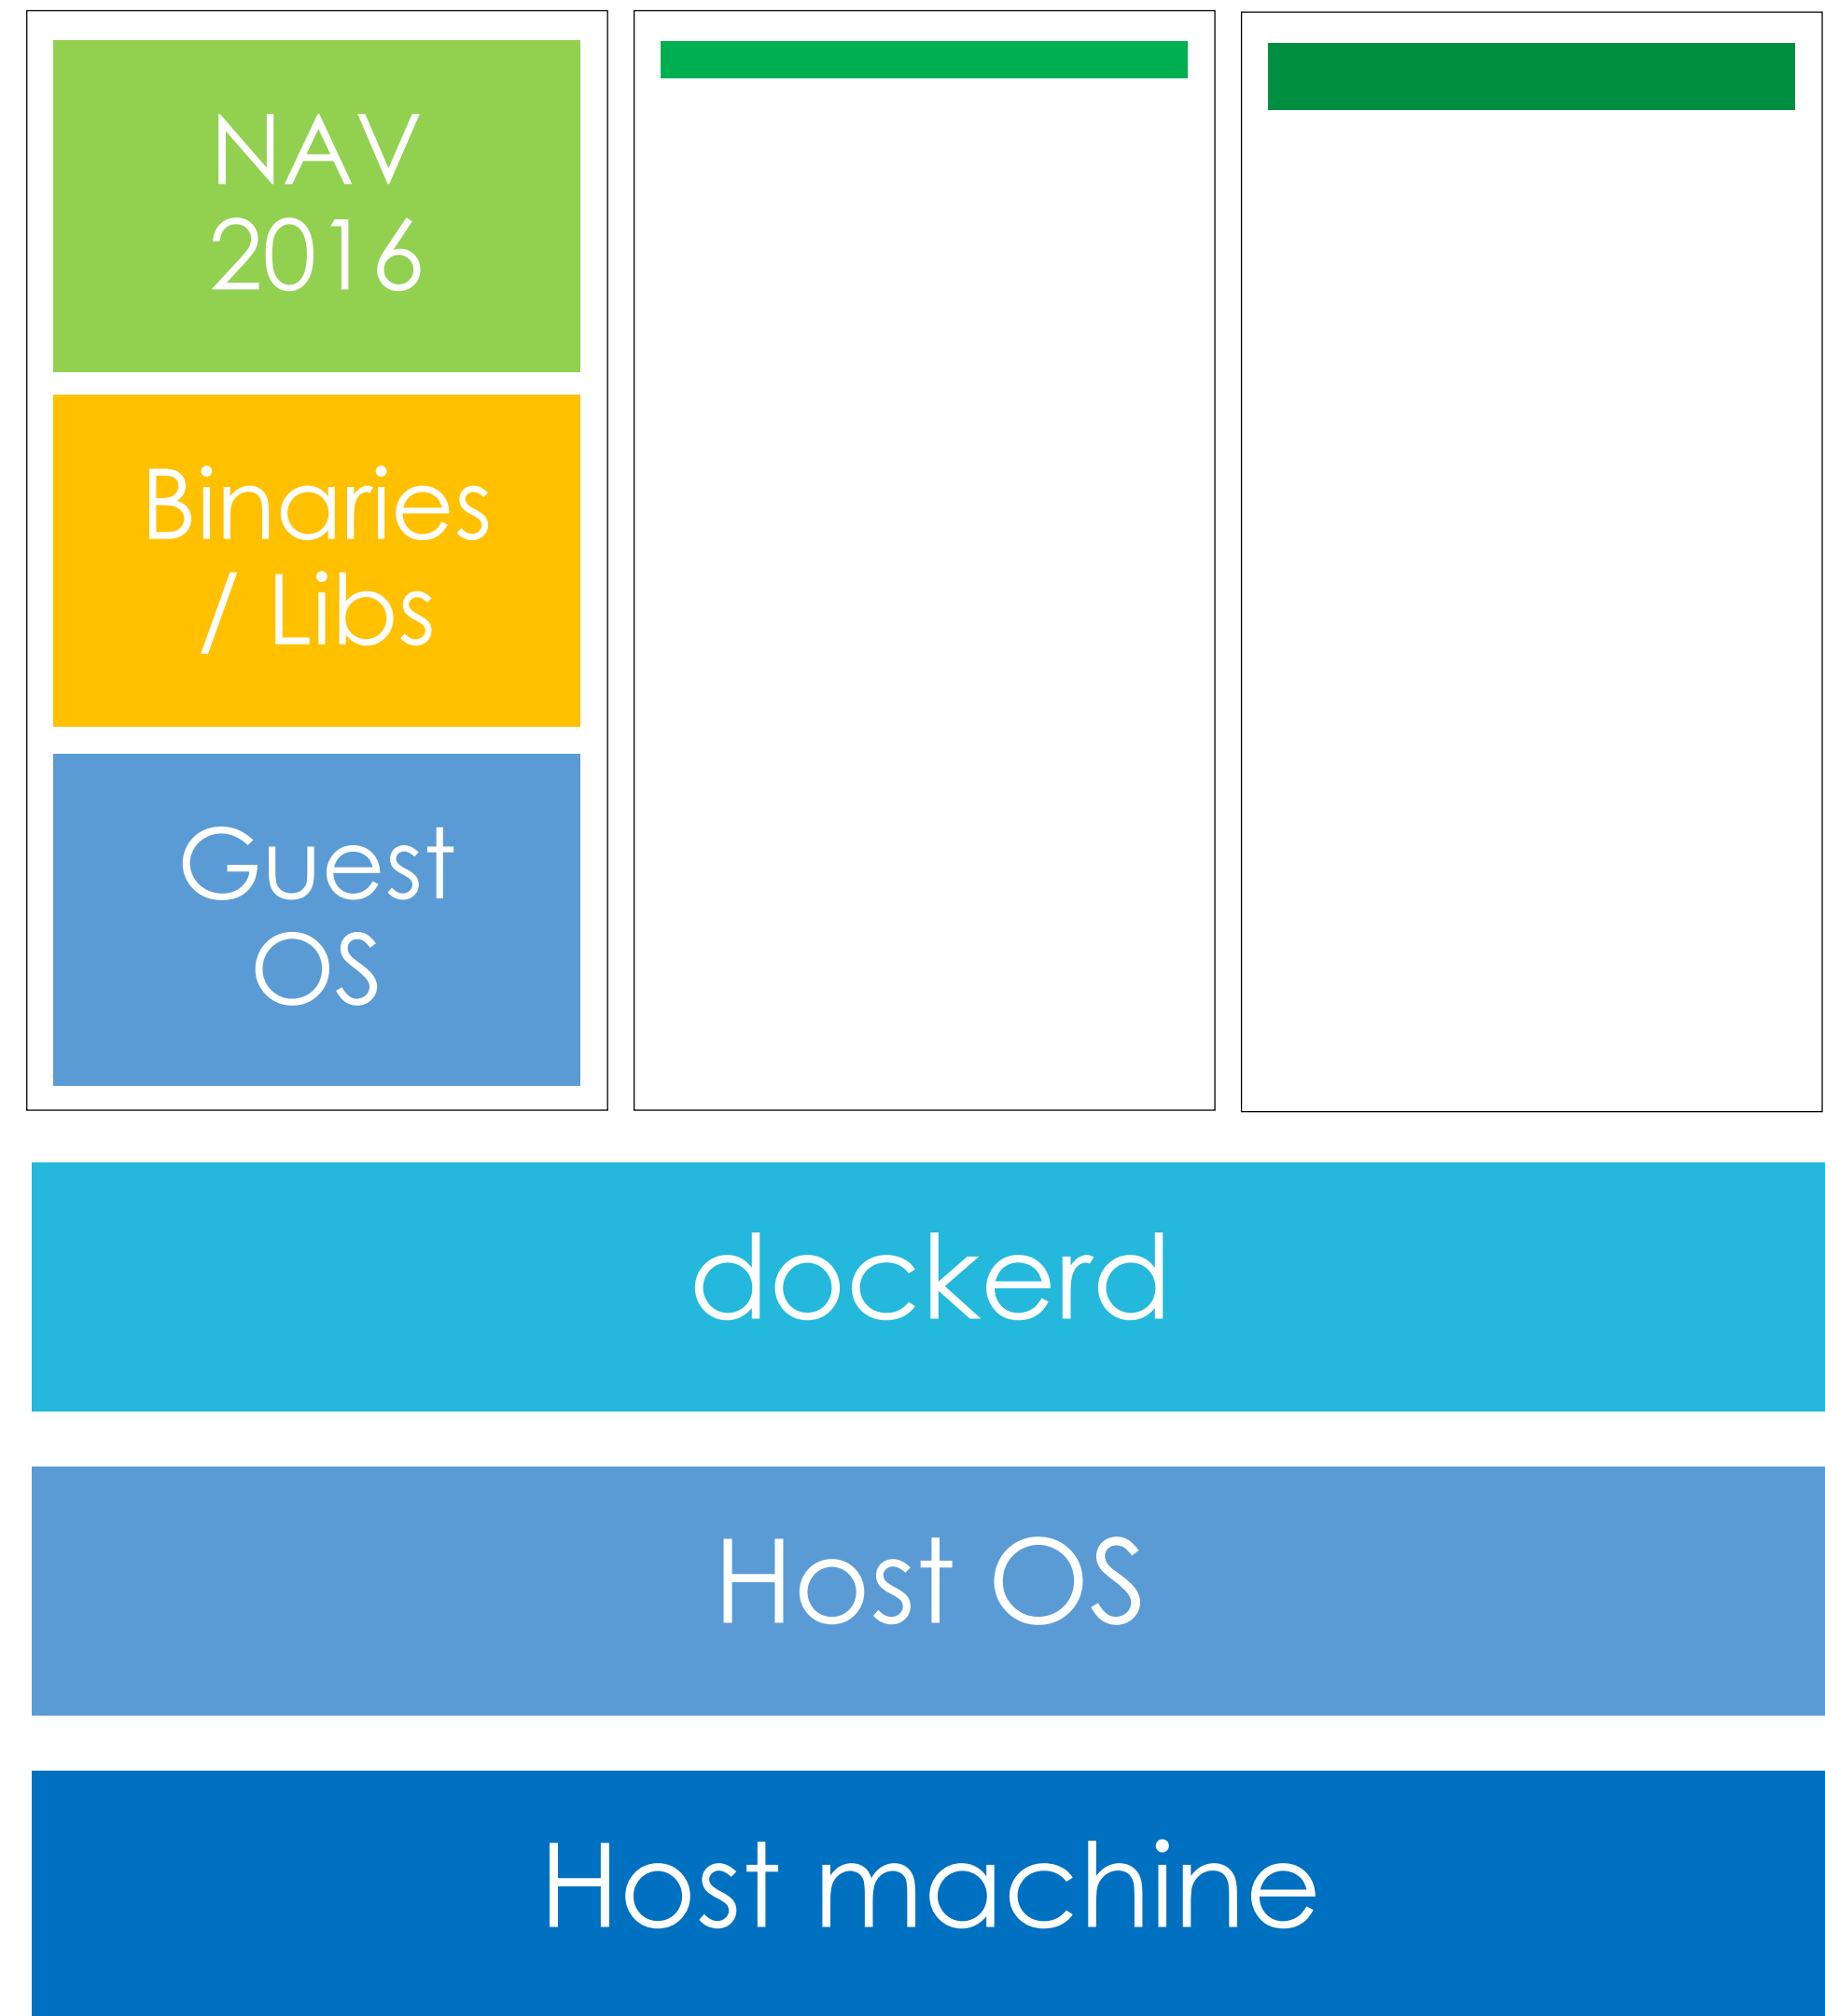 NAV
2016
Binaries
/ Libs
Guest
OS
dockerd
Host OS
Host machine